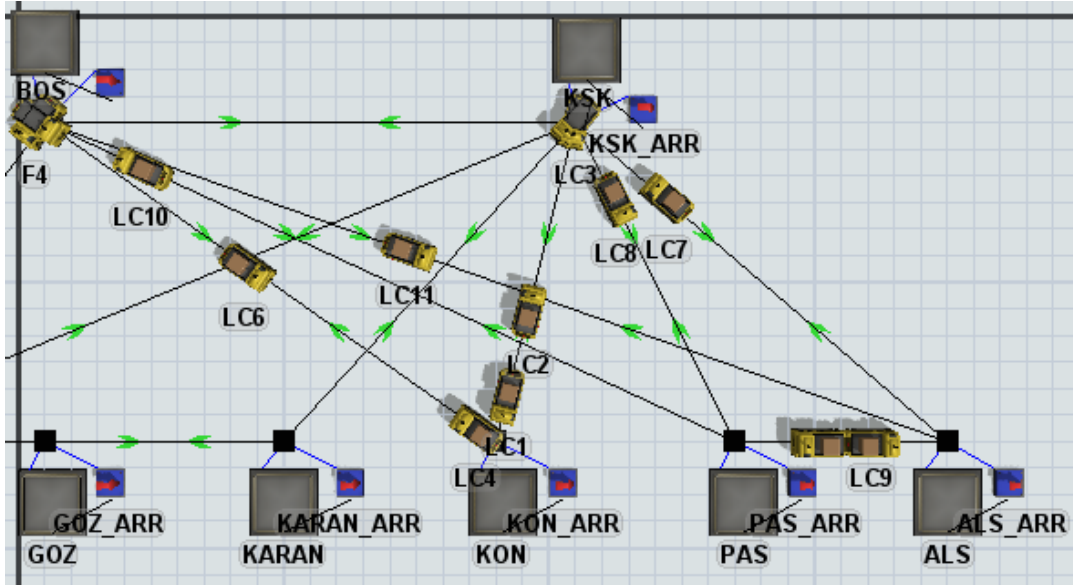 BOS
KSK
KSK_ARR
F4
LC3
LC10
LC8
LC7
LC11
LC6
LC2
LC1
LC4
LC9
GOZ_ARR
KARAN_ARR
KON_ARR
PAS_ARR
ALS_ARR
GOZ
KARAN
KON
PAS
ALS